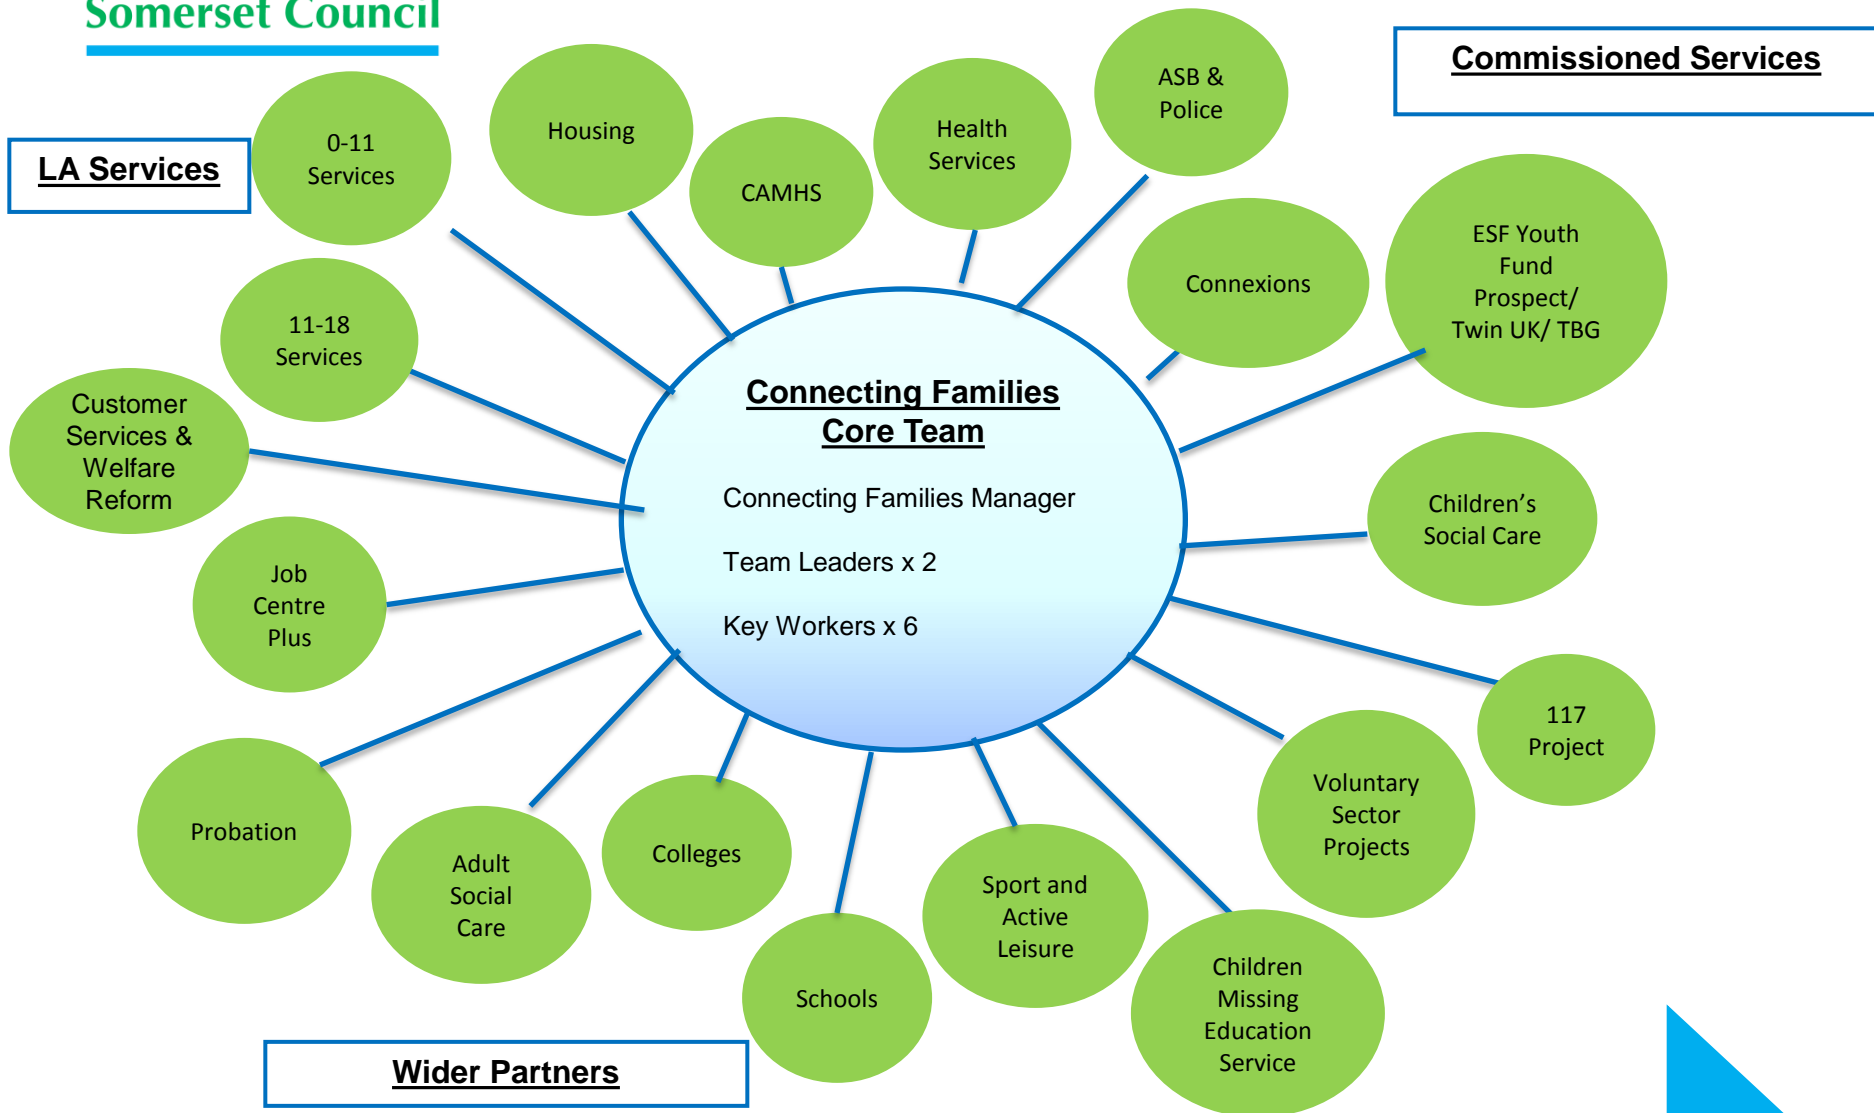 Somerset Council
Commissioned Services
LA Services
0-11
Services
Housing
CAMHS
Health
Services
ASB &
Police
Connexions
ESF Youth
Fund
Prospect/
Twin UK/ TBG
11-18
Services
Customer
Services &
Welfare
Reform
Connecting Families
Core Team
Connecting Families Manager
Team Leaders x 2
Key Workers x 6
Children’s
Social Care
Job
Centre
Plus
117
Project
Probation
Adult
Social
Care
Colleges
Schools
Sport and
Active
Leisure
Voluntary
Sector
Projects
Children
Missing
Education
Service
Wider Partners